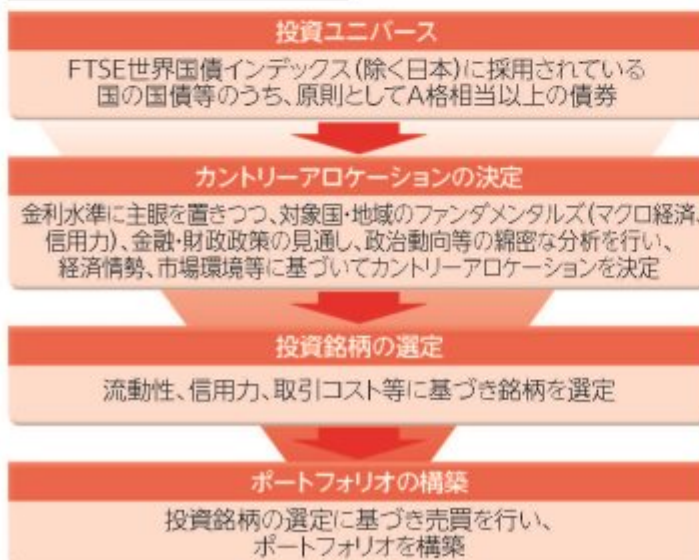 投資ユニバース
FTSE世界国債インデックス(除く日本)に採用されている
国の国債等のうち、原則としてA格相当以上の債券
カントリーアロケーションの決定
金利水準に主眼を置きつつ、対象国・地域のファンダメンタルズ(マクロ経済、
信用力)、金融・財政政策の見通し、政治動向等の綿密な分析を行い、
経済情勢、市場環境等に基づいてカントリーアロケーションを決定
投資銘柄の選定
流動性、信用力、取引コスト等に基づき銘柄を選定
ポートフォリオの構築
投資銘柄の選定に基づき売買を行い、
ポートフォリオを構築